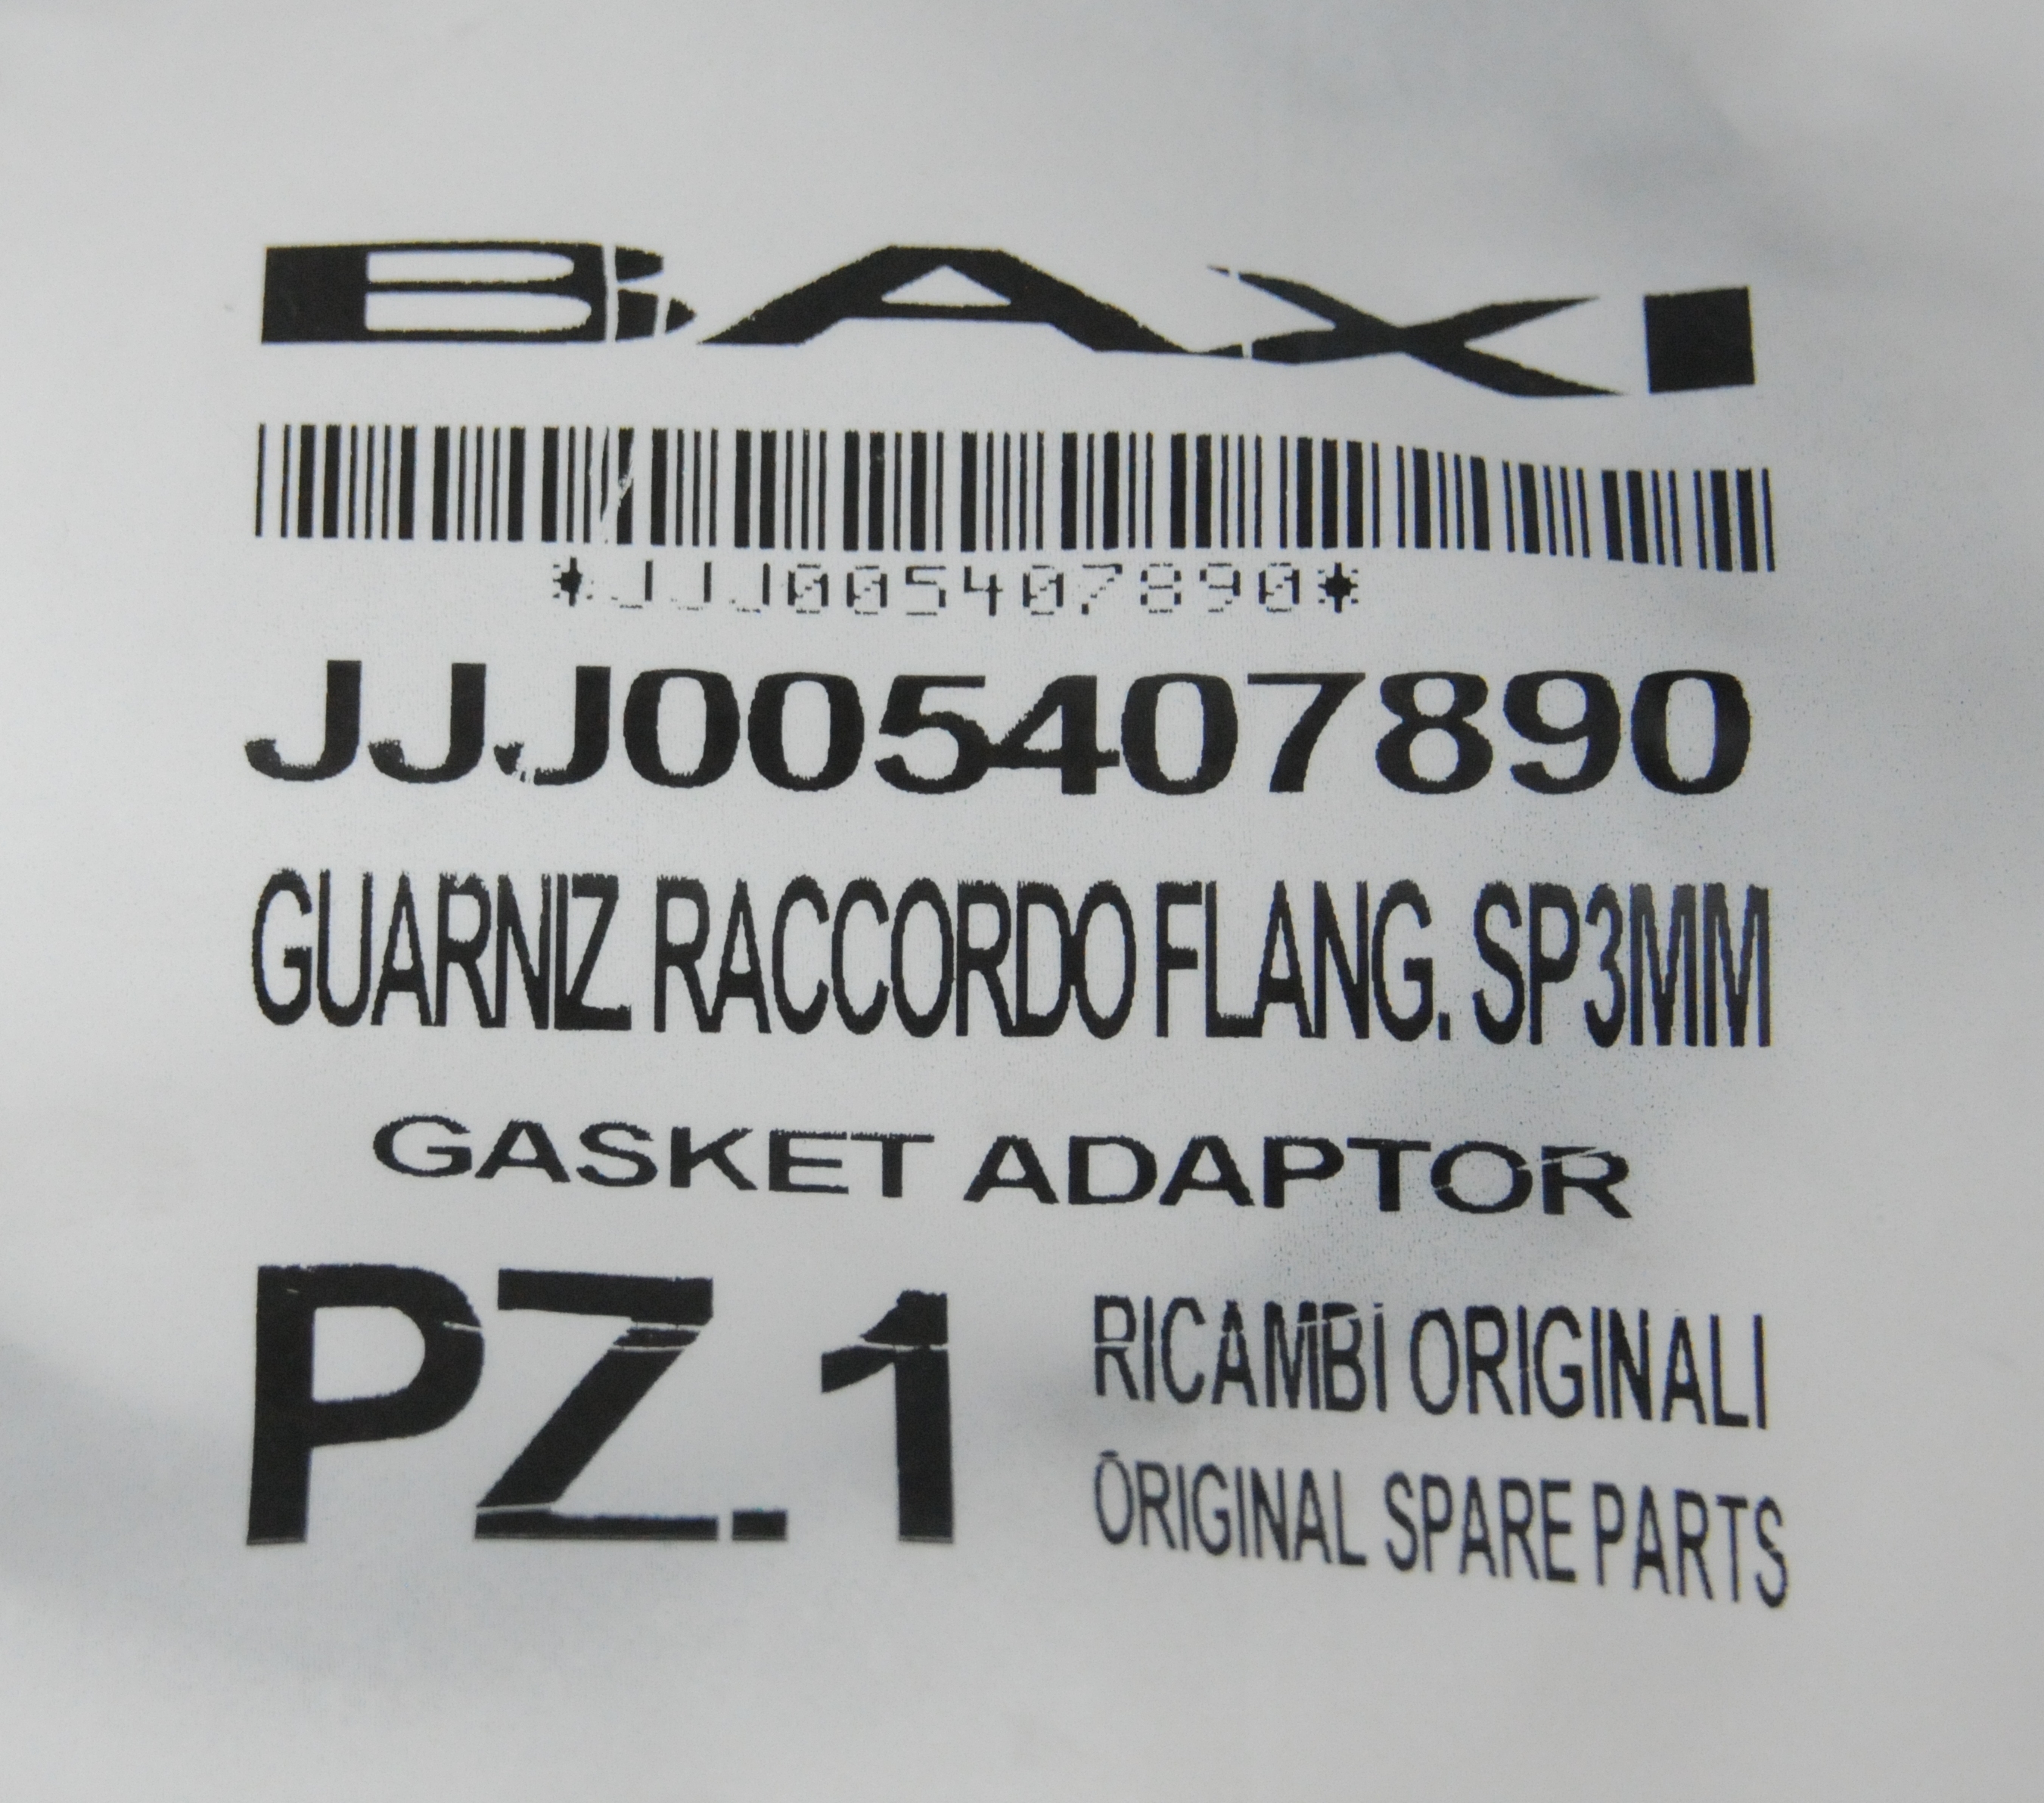 BAXI
*JJJ005407890*
JJJ005407890
GUARNIZ. RACCORDO FLANG. SP3MM
GASKET ADAPTOR
PZ.1
RICAMBI ORIGINALI
ORIGINAL SPARE PARTS